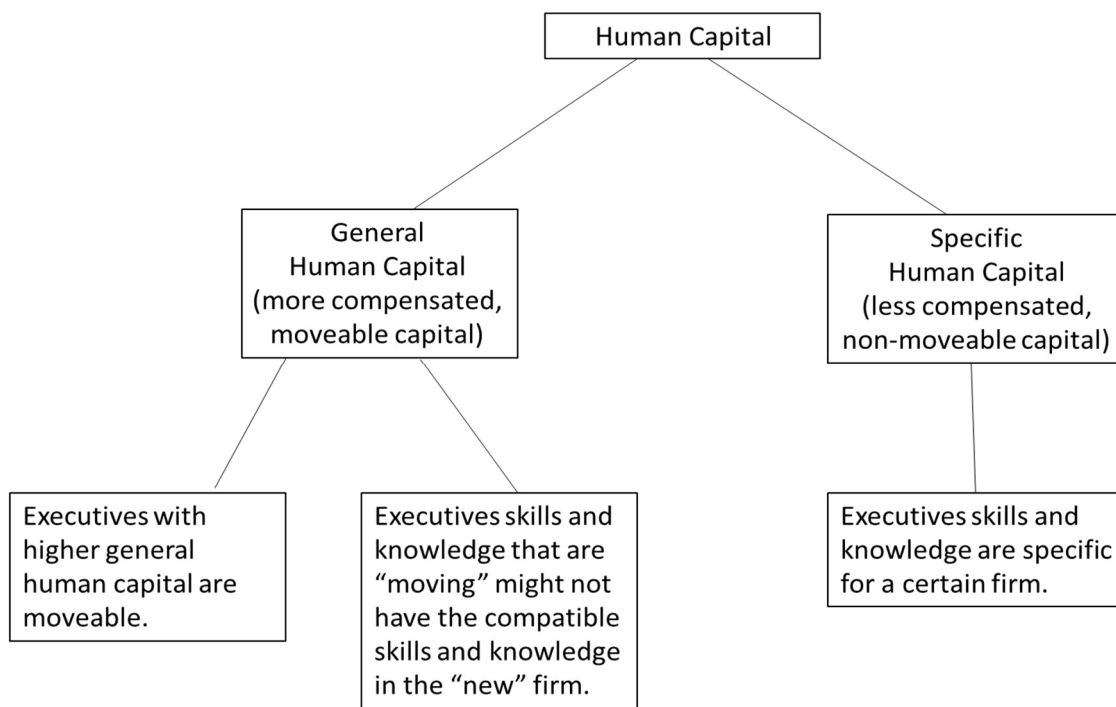 Human Capital
General
Human Capital
(more compensated,
moveable capital)
Specific
Human Capital
(less compensated,
non-moveable capital)
Executives with
higher general
human capital are
moveable.
Executives skills and
knowledge that are
“moving” might not
have the compatible
skills and knowledge
in the “new” firm.
Executives skills and
knowledge are specific
for a certain firm.